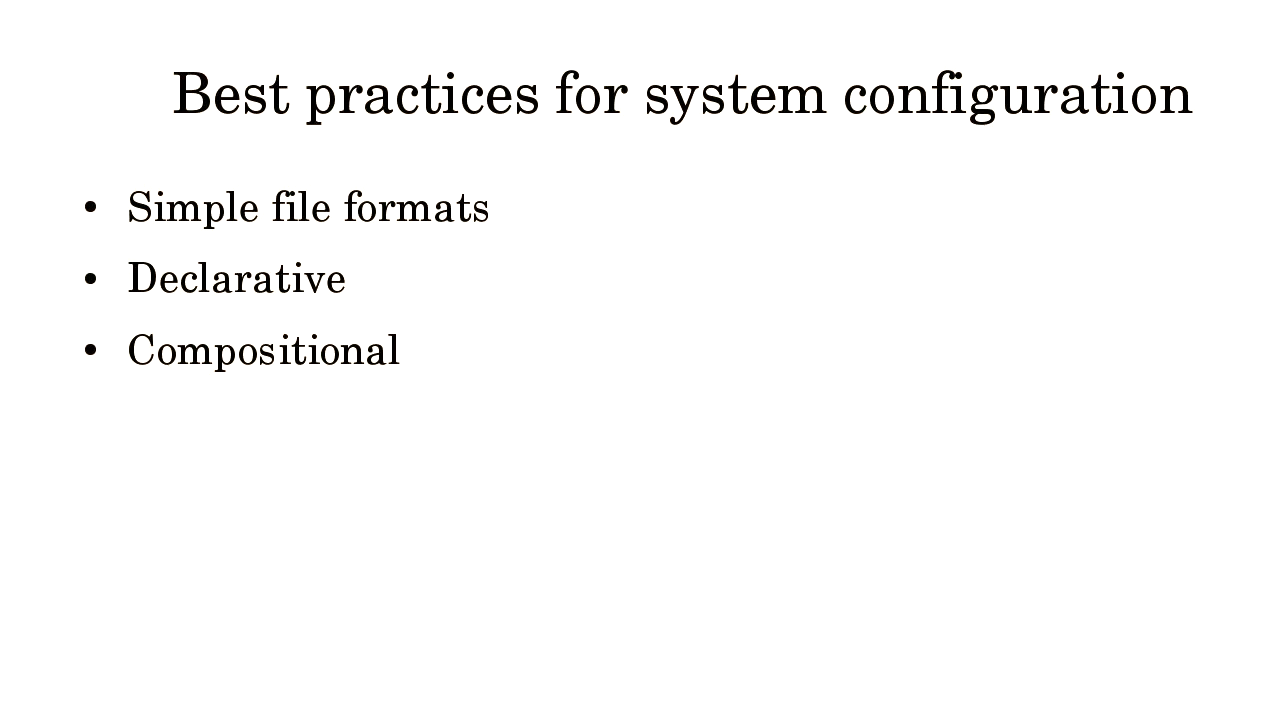 Best practices for system configuration
• Simple file formats
• Declarative
• Compositional